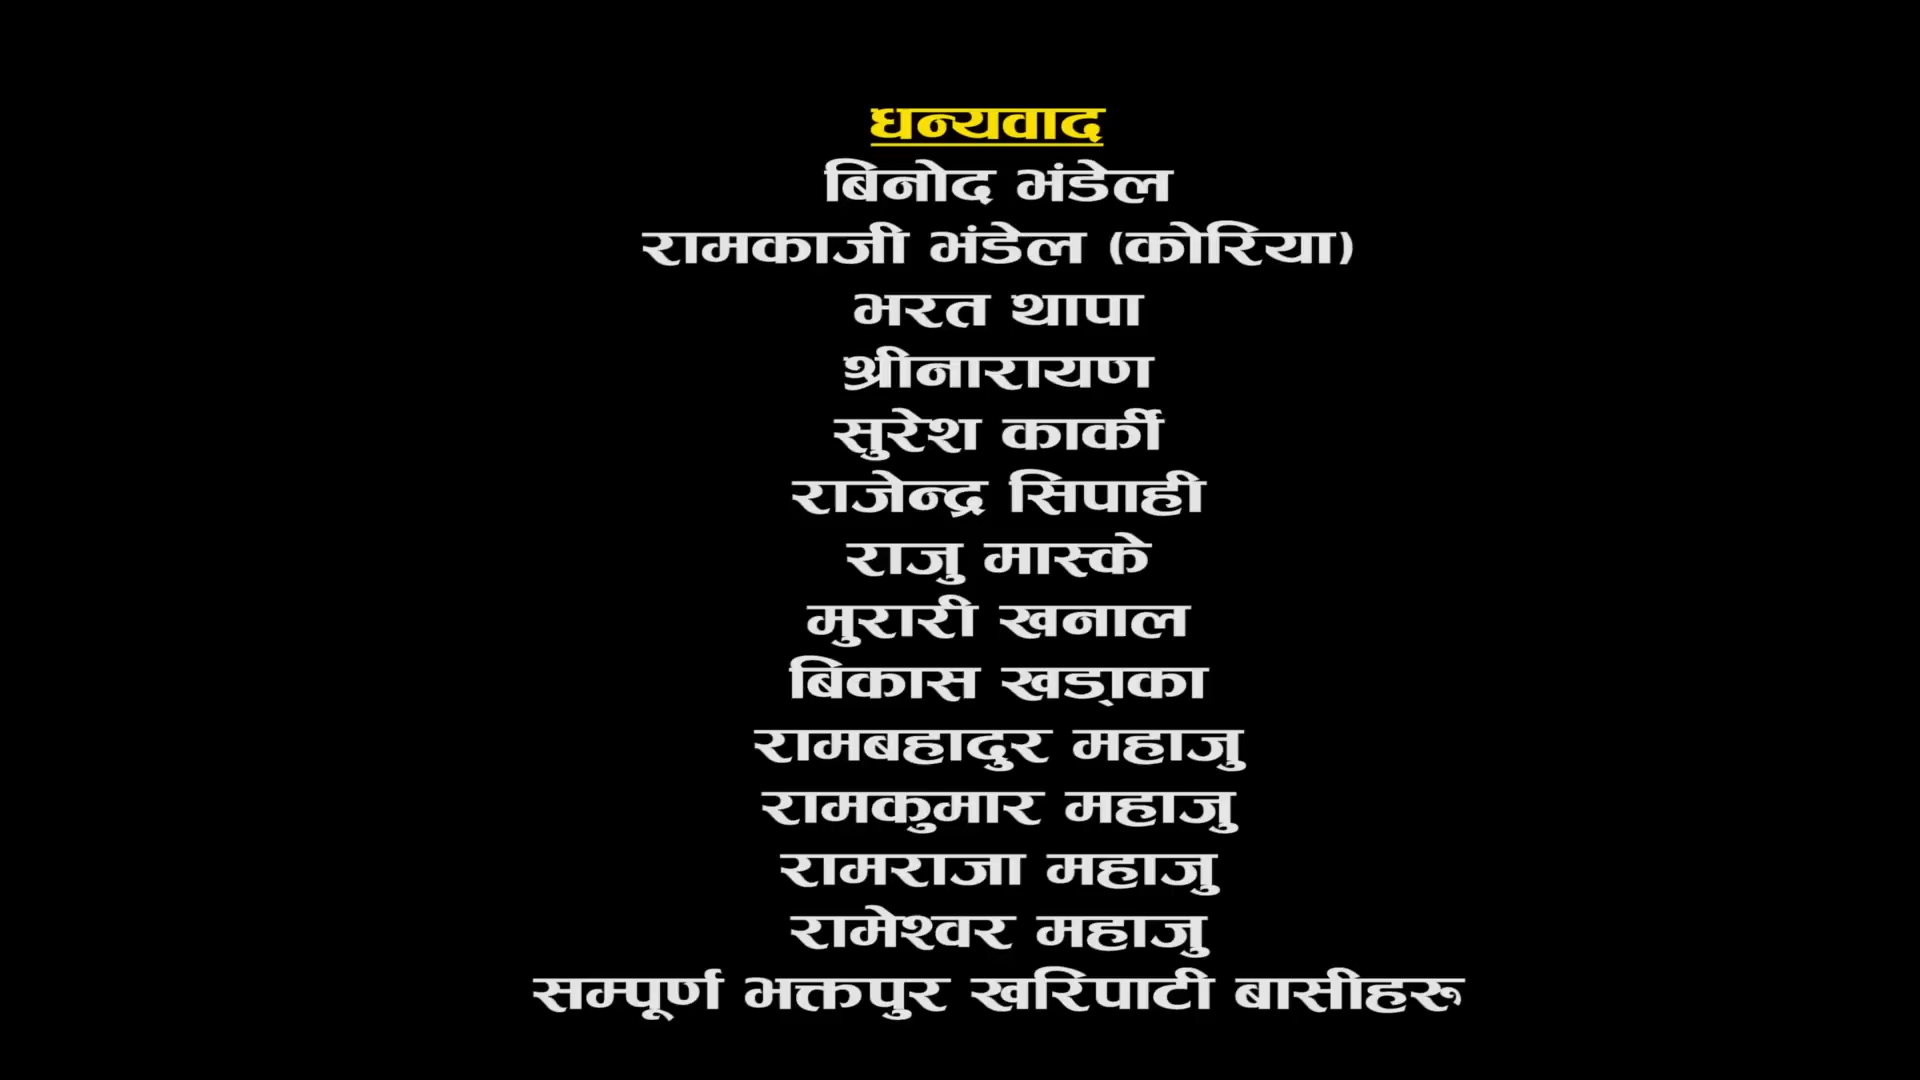 धन्यवाद
बिनोद भंडेल
रामकाजी भंडेल (कोरिया)
भरत थापा
श्रीनारायण
सुरेश कार्की
राजेन्द्र सिपाही
राजु मास्के
मुरारी खनाल
बिकास खडा्का
रामबहादुर महाजु
रामकुमार महाजु
रामराजा महाजु
रामेश्वर महाजु
सम्पूर्ण भक्तपुर खरिपाटी बासीहरू